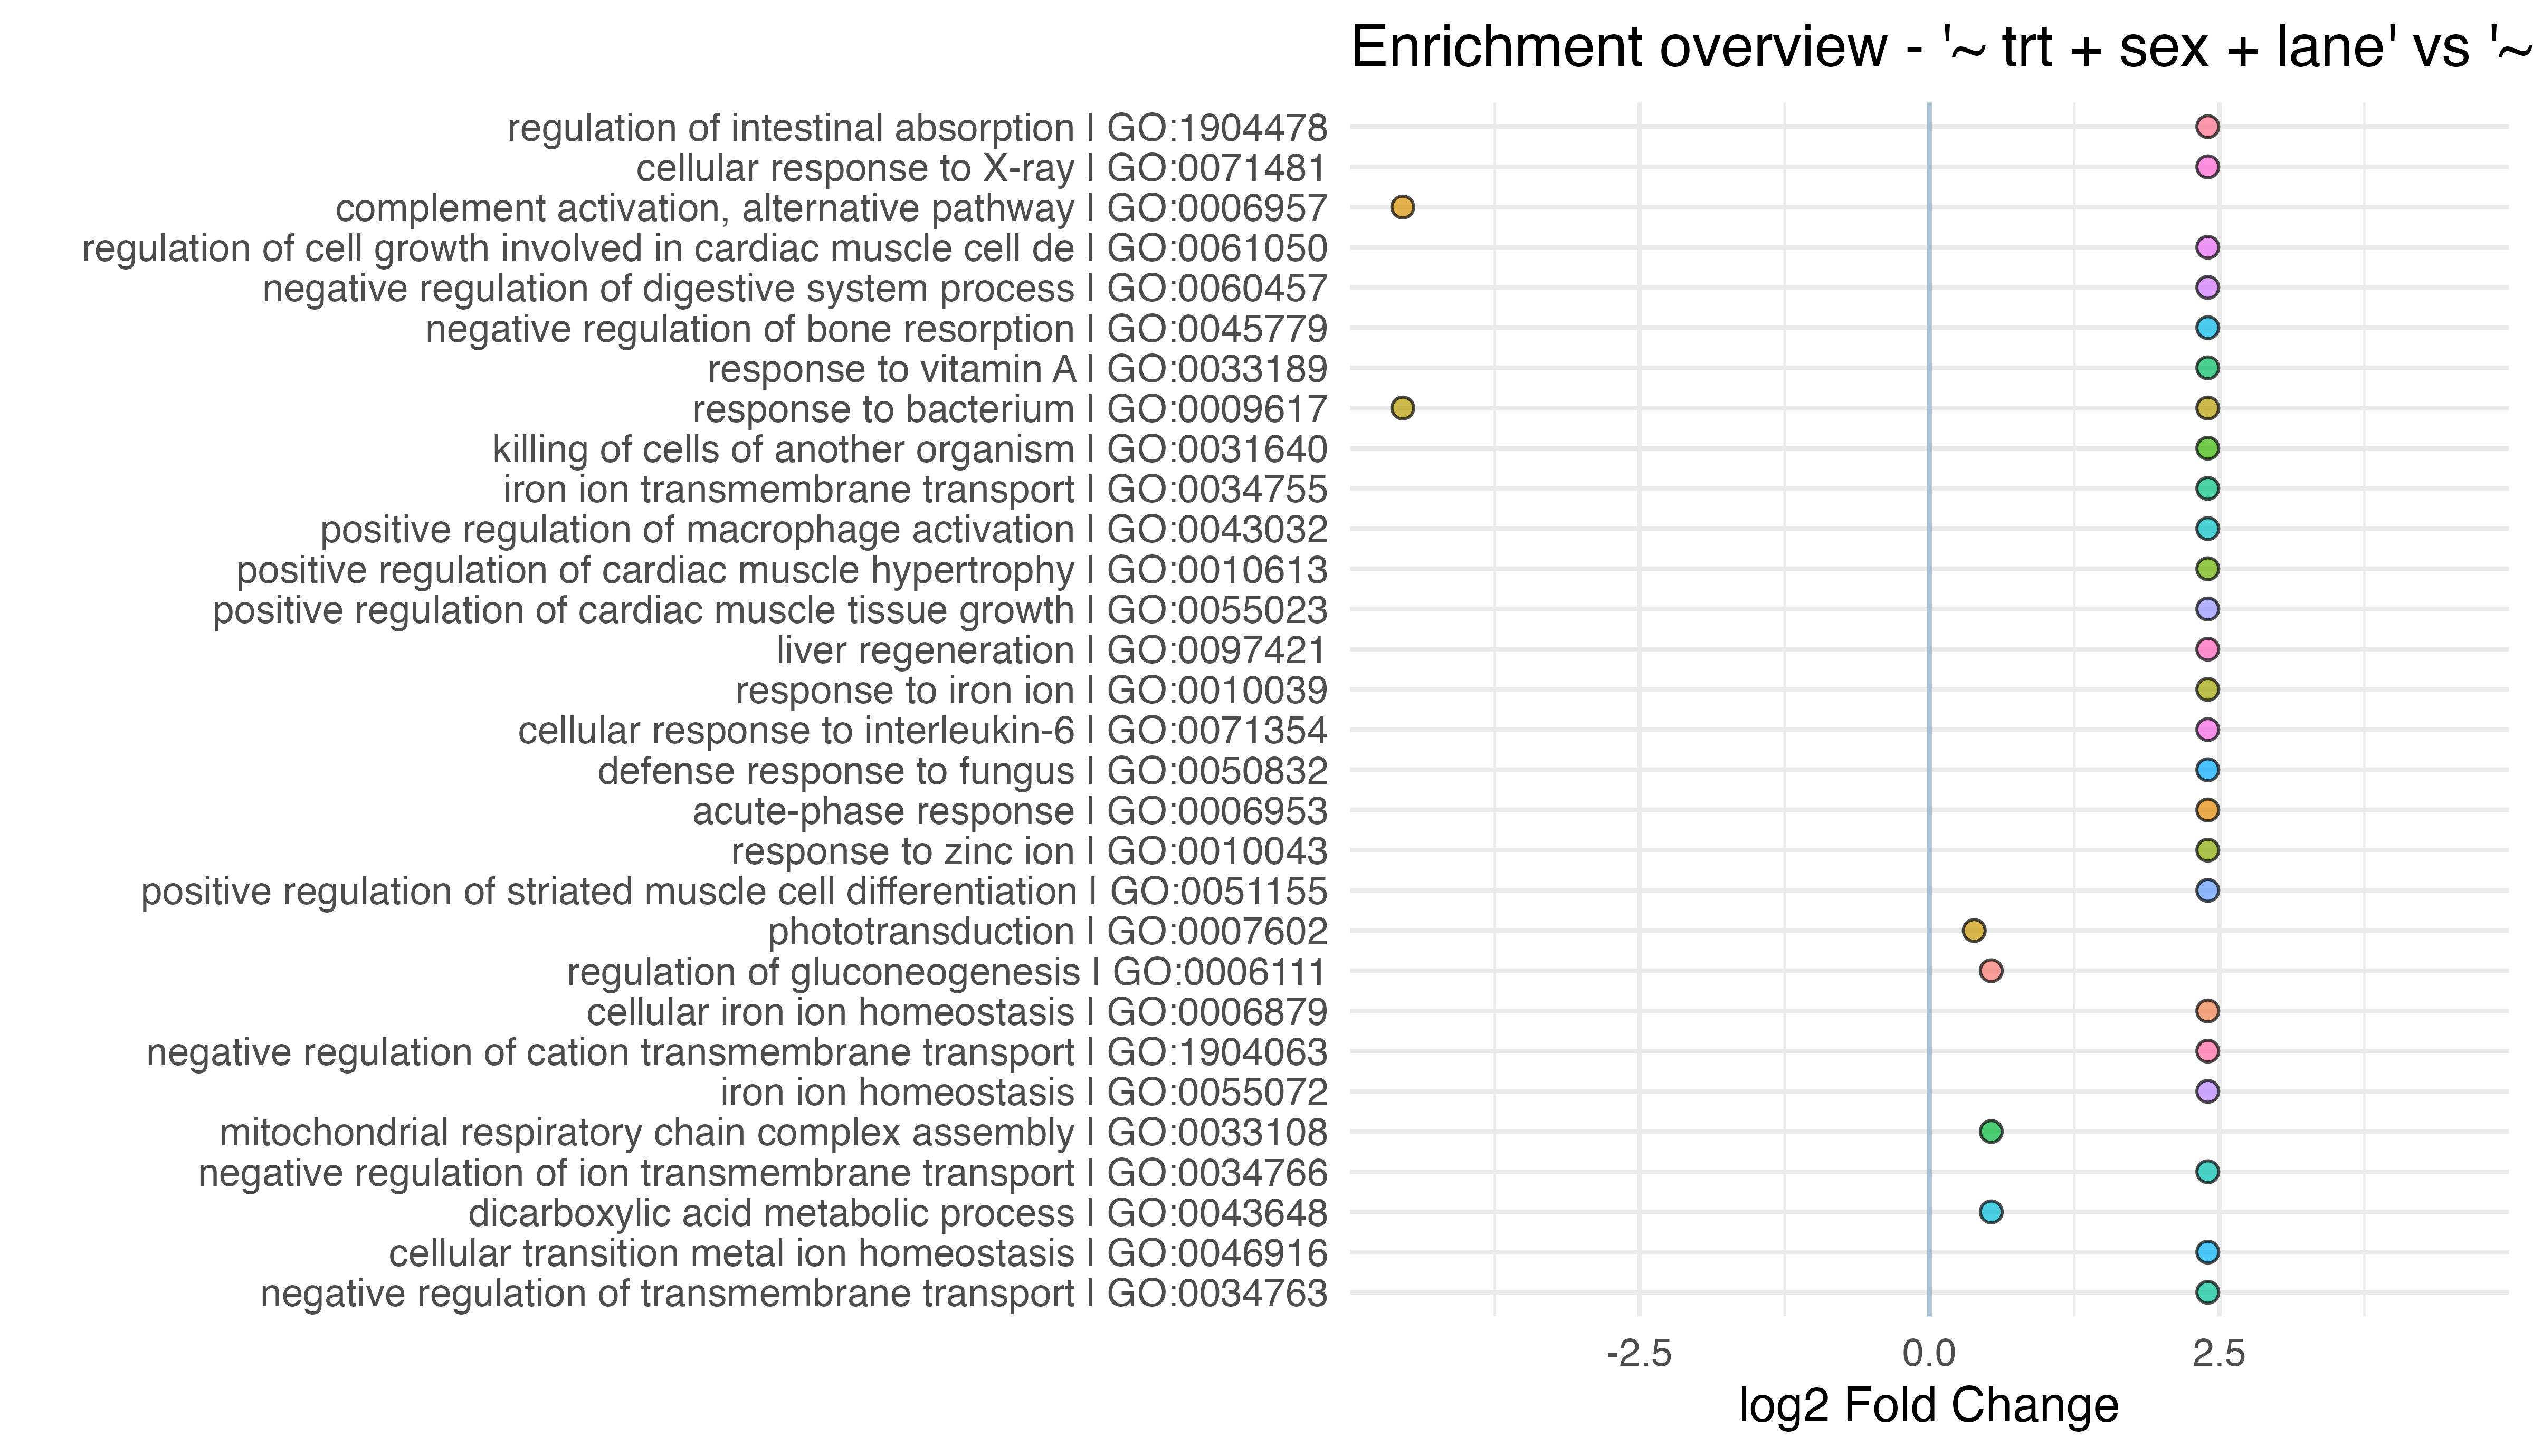 Enrichment overview - '~ trt + sex + lane' vs '~
regulation of intestinal absorption | GO:1904478
cellular response to X-ray | GO:0071481
complement activation, alternative pathway | GO:0006957
regulation of cell growth involved in cardiac muscle cell de | GO:0061050
negative regulation of digestive system process | GO:0060457
negative regulation of bone resorption | GO:0045779
response to vitamin A | GO:0033189
response to bacterium | GO:0009617
killing of cells of another organism | GO:0031640
iron ion transmembrane transport | GO:0034755
positive regulation of macrophage activation | GO:0043032
positive regulation of cardiac muscle hypertrophy | GO:0010613
positive regulation of cardiac muscle tissue growth | GO:0055023
liver regeneration | GO:0097421
response to iron ion | GO:0010039
cellular response to interleukin-6 | GO:0071354
defense response to fungus | GO:0050832
acute-phase response | GO:0006953
response to zinc ion | GO:0010043
positive regulation of striated muscle cell differentiation | GO:0051155
phototransduction | GO:0007602
regulation of gluconeogenesis | GO:0006111
cellular iron ion homeostasis | GO:0006879
negative regulation of cation transmembrane transport | GO:1904063
iron ion homeostasis | GO:0055072
mitochondrial respiratory chain complex assembly | GO:0033108
negative regulation of ion transmembrane transport | GO:0034766
dicarboxylic acid metabolic process | GO:0043648
cellular transition metal ion homeostasis | GO:0046916
negative regulation of transmembrane transport | GO:0034763
-2.5 0.0 2.5
log2 Fold Change